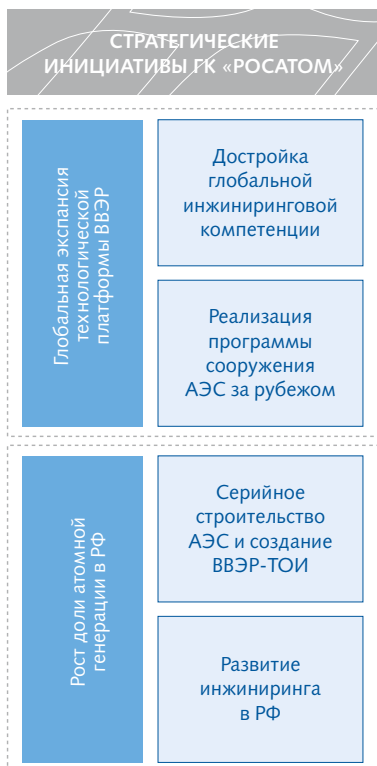 СТРАТЕГИЧЕСКИЕ
ИНИЦИАТИВЫ ГК «РОСАТОМ»
Глобальная экспансия
технологической
платформы ВВЭР
Достройка
глобальной
инжиниринговой
компетенции
Реализация
программы
сооружения
АЭС за рубежом
Рост доли атомной
генерации в РФ
Серийное
строительство
АЭС и создание
ВВЭР-ТОИ
Развитие
инжиниринга
в РФ